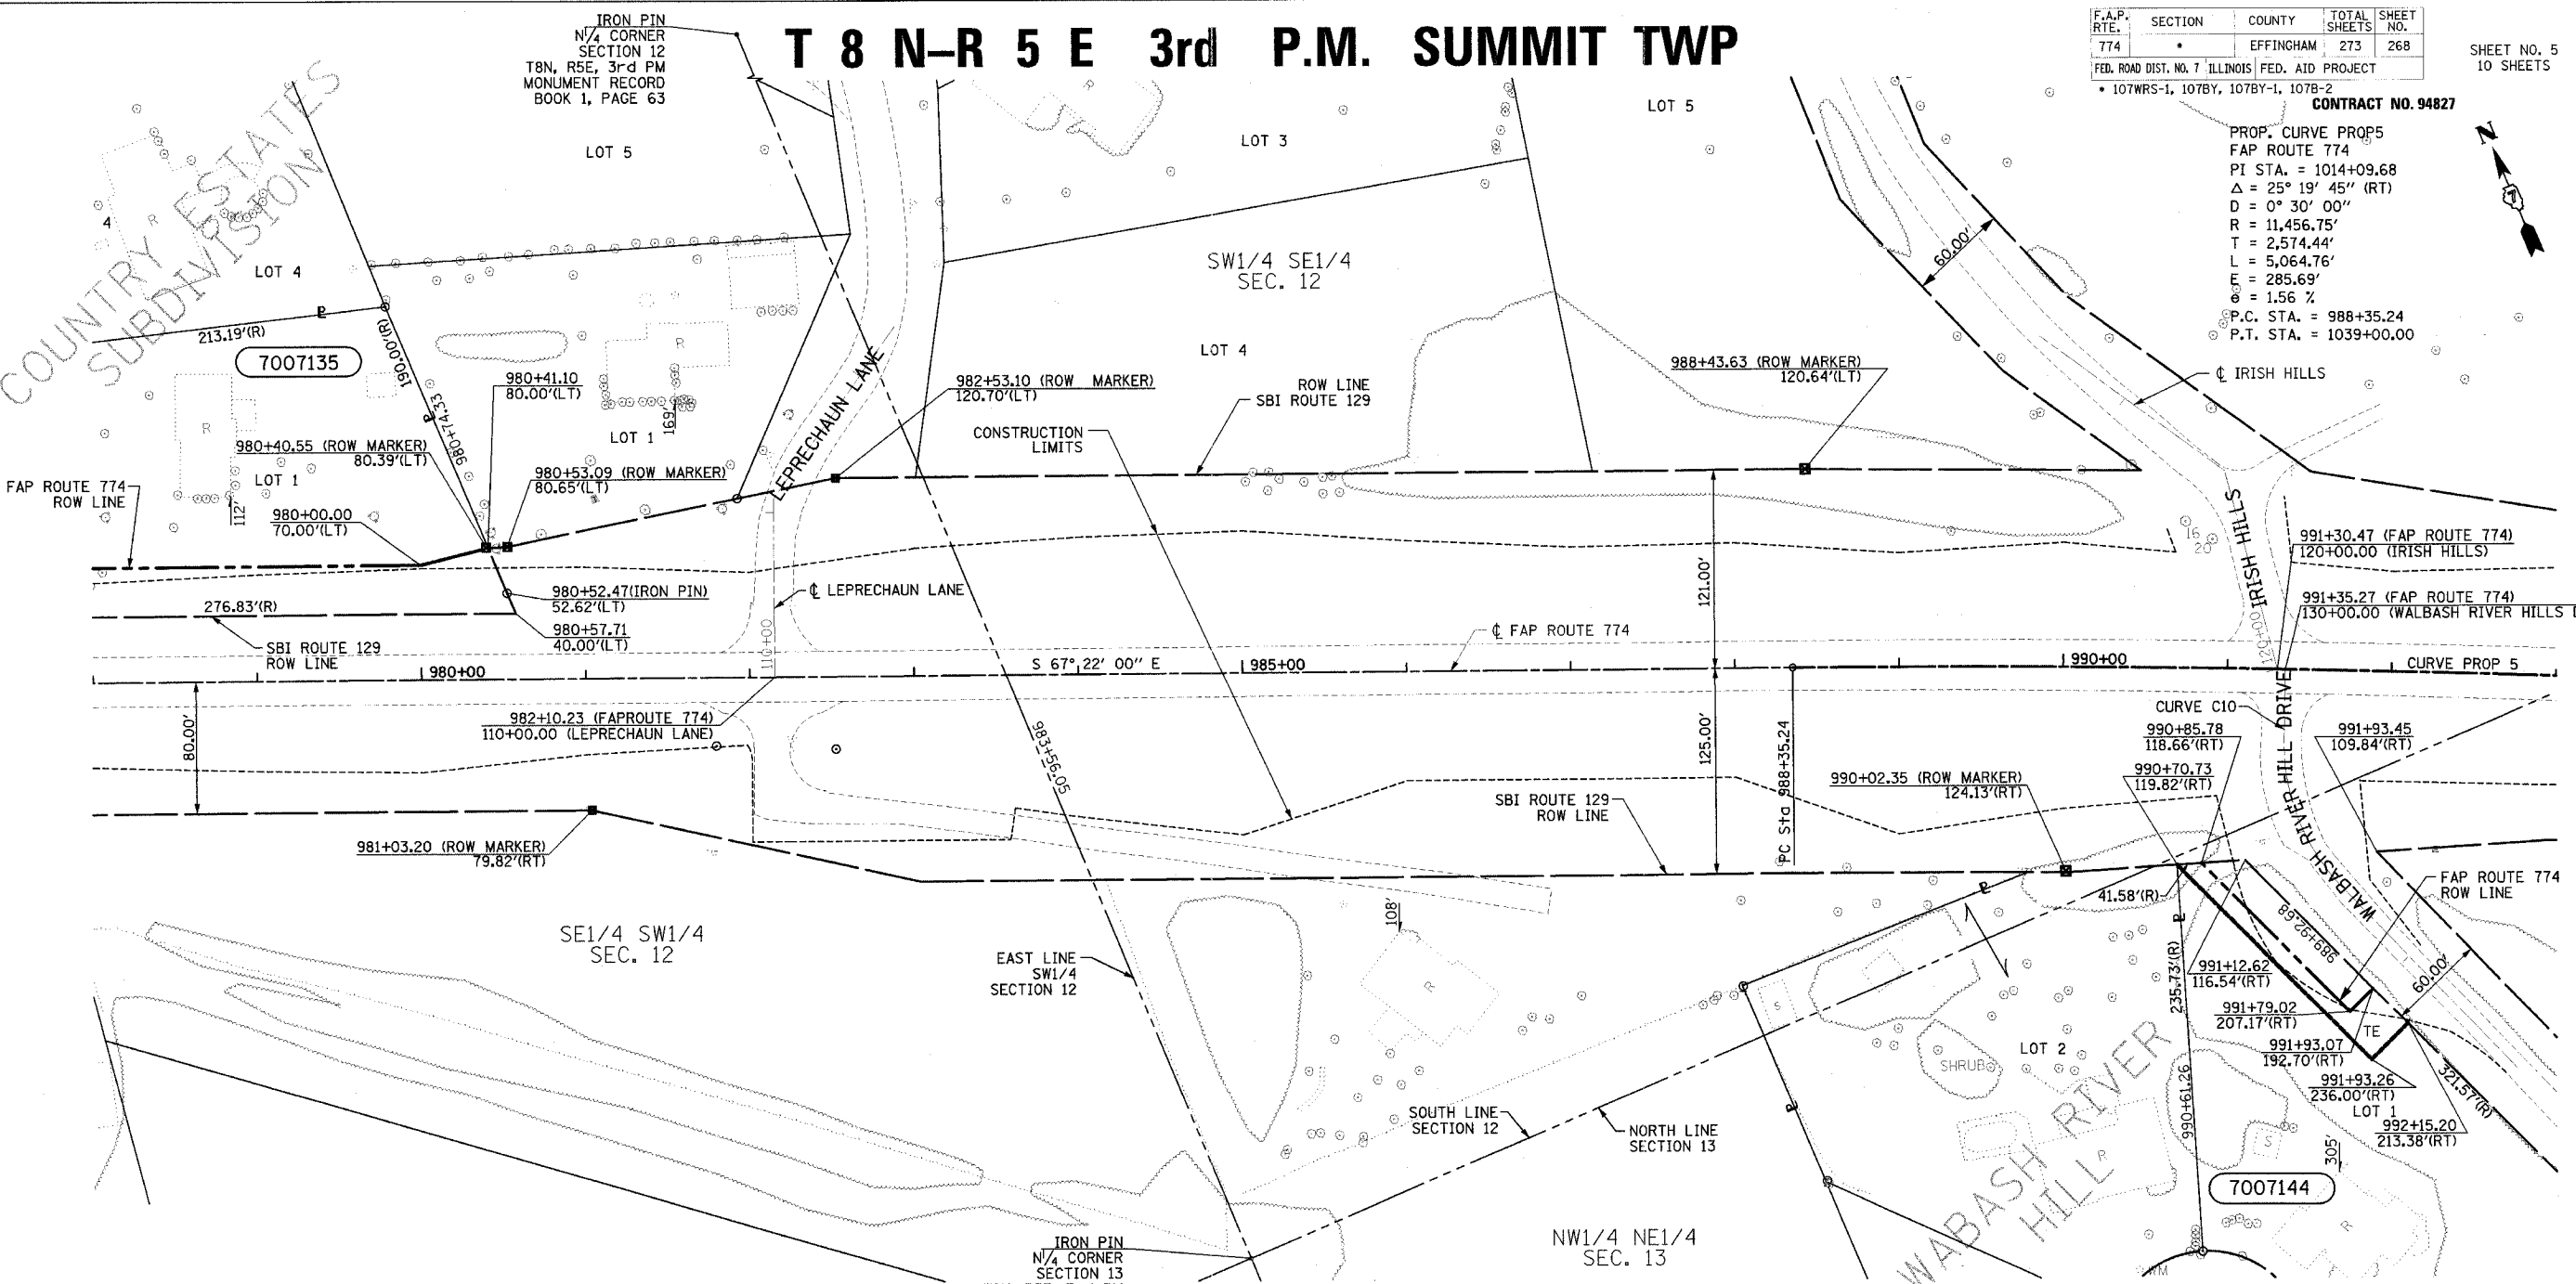 T 8 N–R 5 E 3rd P.M. SUMMIT TWP
F.A.P. RTE. SECTION COUNTY TOTAL SHEETS SHEET NO.
774 • EFFINGHAM 273 268
FED. ROAD DIST. NO. 7 ILLINOIS FED. AID PROJECT
• 107WRS-1, 107BY, 107BY-1, 107B-2
SHEET NO. 5
10 SHEETS
CONTRACT NO. 94827
PROP. CURVE PROP5
FAP ROUTE 774
PI STA. = 1014+09.68
Δ = 25° 19' 45" (RT)
D = 0° 30' 00"
R = 11,456.75'
T = 2,574.44'
L = 5,064.76'
E = 285.69'
e = 1.56 %
P.C. STA. = 988+35.24
P.T. STA. = 1039+00.00
N
IRON PIN
N1/4 CORNER
SECTION 12
T8N, R5E, 3rd PM
MONUMENT RECORD
BOOK 1, PAGE 63
COUNTRY ESTATES
SUBDIVISION
4
R
LOT 4
LOT 5
R
LOT 3
LOT 5
SW1/4 SE1/4
SEC. 12
LOT 4
60.00'
213.19'(R)
7007135
190.00'(R)
980+74.33
R
LOT 1
112'
R
LOT 1
169'
980+41.10
80.00'(LT)
980+40.55 (ROW MARKER)
80.39'(LT)
980+53.09 (ROW MARKER)
80.65'(LT)
980+00.00
70.00'(LT)
FAP ROUTE 774
ROW LINE
LEPRECHAUN LANE
982+53.10 (ROW MARKER)
120.70'(LT)
CONSTRUCTION
LIMITS
ROW LINE
SBI ROUTE 129
988+43.63 (ROW MARKER)
120.64'(LT)
℄ IRISH HILLS
IRISH HILLS
16
20
991+30.47 (FAP ROUTE 774)
120+00.00 (IRISH HILLS)
991+35.27 (FAP ROUTE 774)
130+00.00 (WALBASH RIVER HILLS D
980+52.47(IRON PIN)
52.62'(LT)
980+57.71
40.00'(LT)
276.83'(R)
SBI ROUTE 129
ROW LINE
℄ LEPRECHAUN LANE
110+00
121.00'
℄ FAP ROUTE 774
120+00
980+00
S 67° 22' 00" E
985+00
990+00
CURVE PROP 5
80.00'
982+10.23 (FAPROUTE 774)
110+00.00 (LEPRECHAUN LANE)
983+56.05
125.00'
PC Sta 988+35.24
CURVE C10
WALBASH RIVER HILL DRIVE
990+85.78
118.66'(RT)
991+93.45
109.84'(RT)
990+70.73
119.82'(RT)
990+02.35 (ROW MARKER)
124.13'(RT)
SBI ROUTE 129
ROW LINE
981+03.20 (ROW MARKER)
79.82'(RT)
SE1/4 SW1/4
SEC. 12
EAST LINE
SW1/4
SECTION 12
108'
R
S
41.58'(R)
235.73'(R)
990+61.26
989+92.68
FAP ROUTE 774
ROW LINE
60.00'
991+12.62
116.54'(RT)
991+79.02
207.17'(RT)
TE
991+93.07
192.70'(RT)
991+93.26
236.00'(RT)
LOT 1
992+15.20
213.38'(RT)
321.57'(R)
LOT 2
SHRUBS
SOUTH LINE
SECTION 12
NORTH LINE
SECTION 13
R
S
305'
7007144
R
WABASH RIVER
HILL
WM
NW1/4 NE1/4
SEC. 13
IRON PIN
N1/4 CORNER
SECTION 13